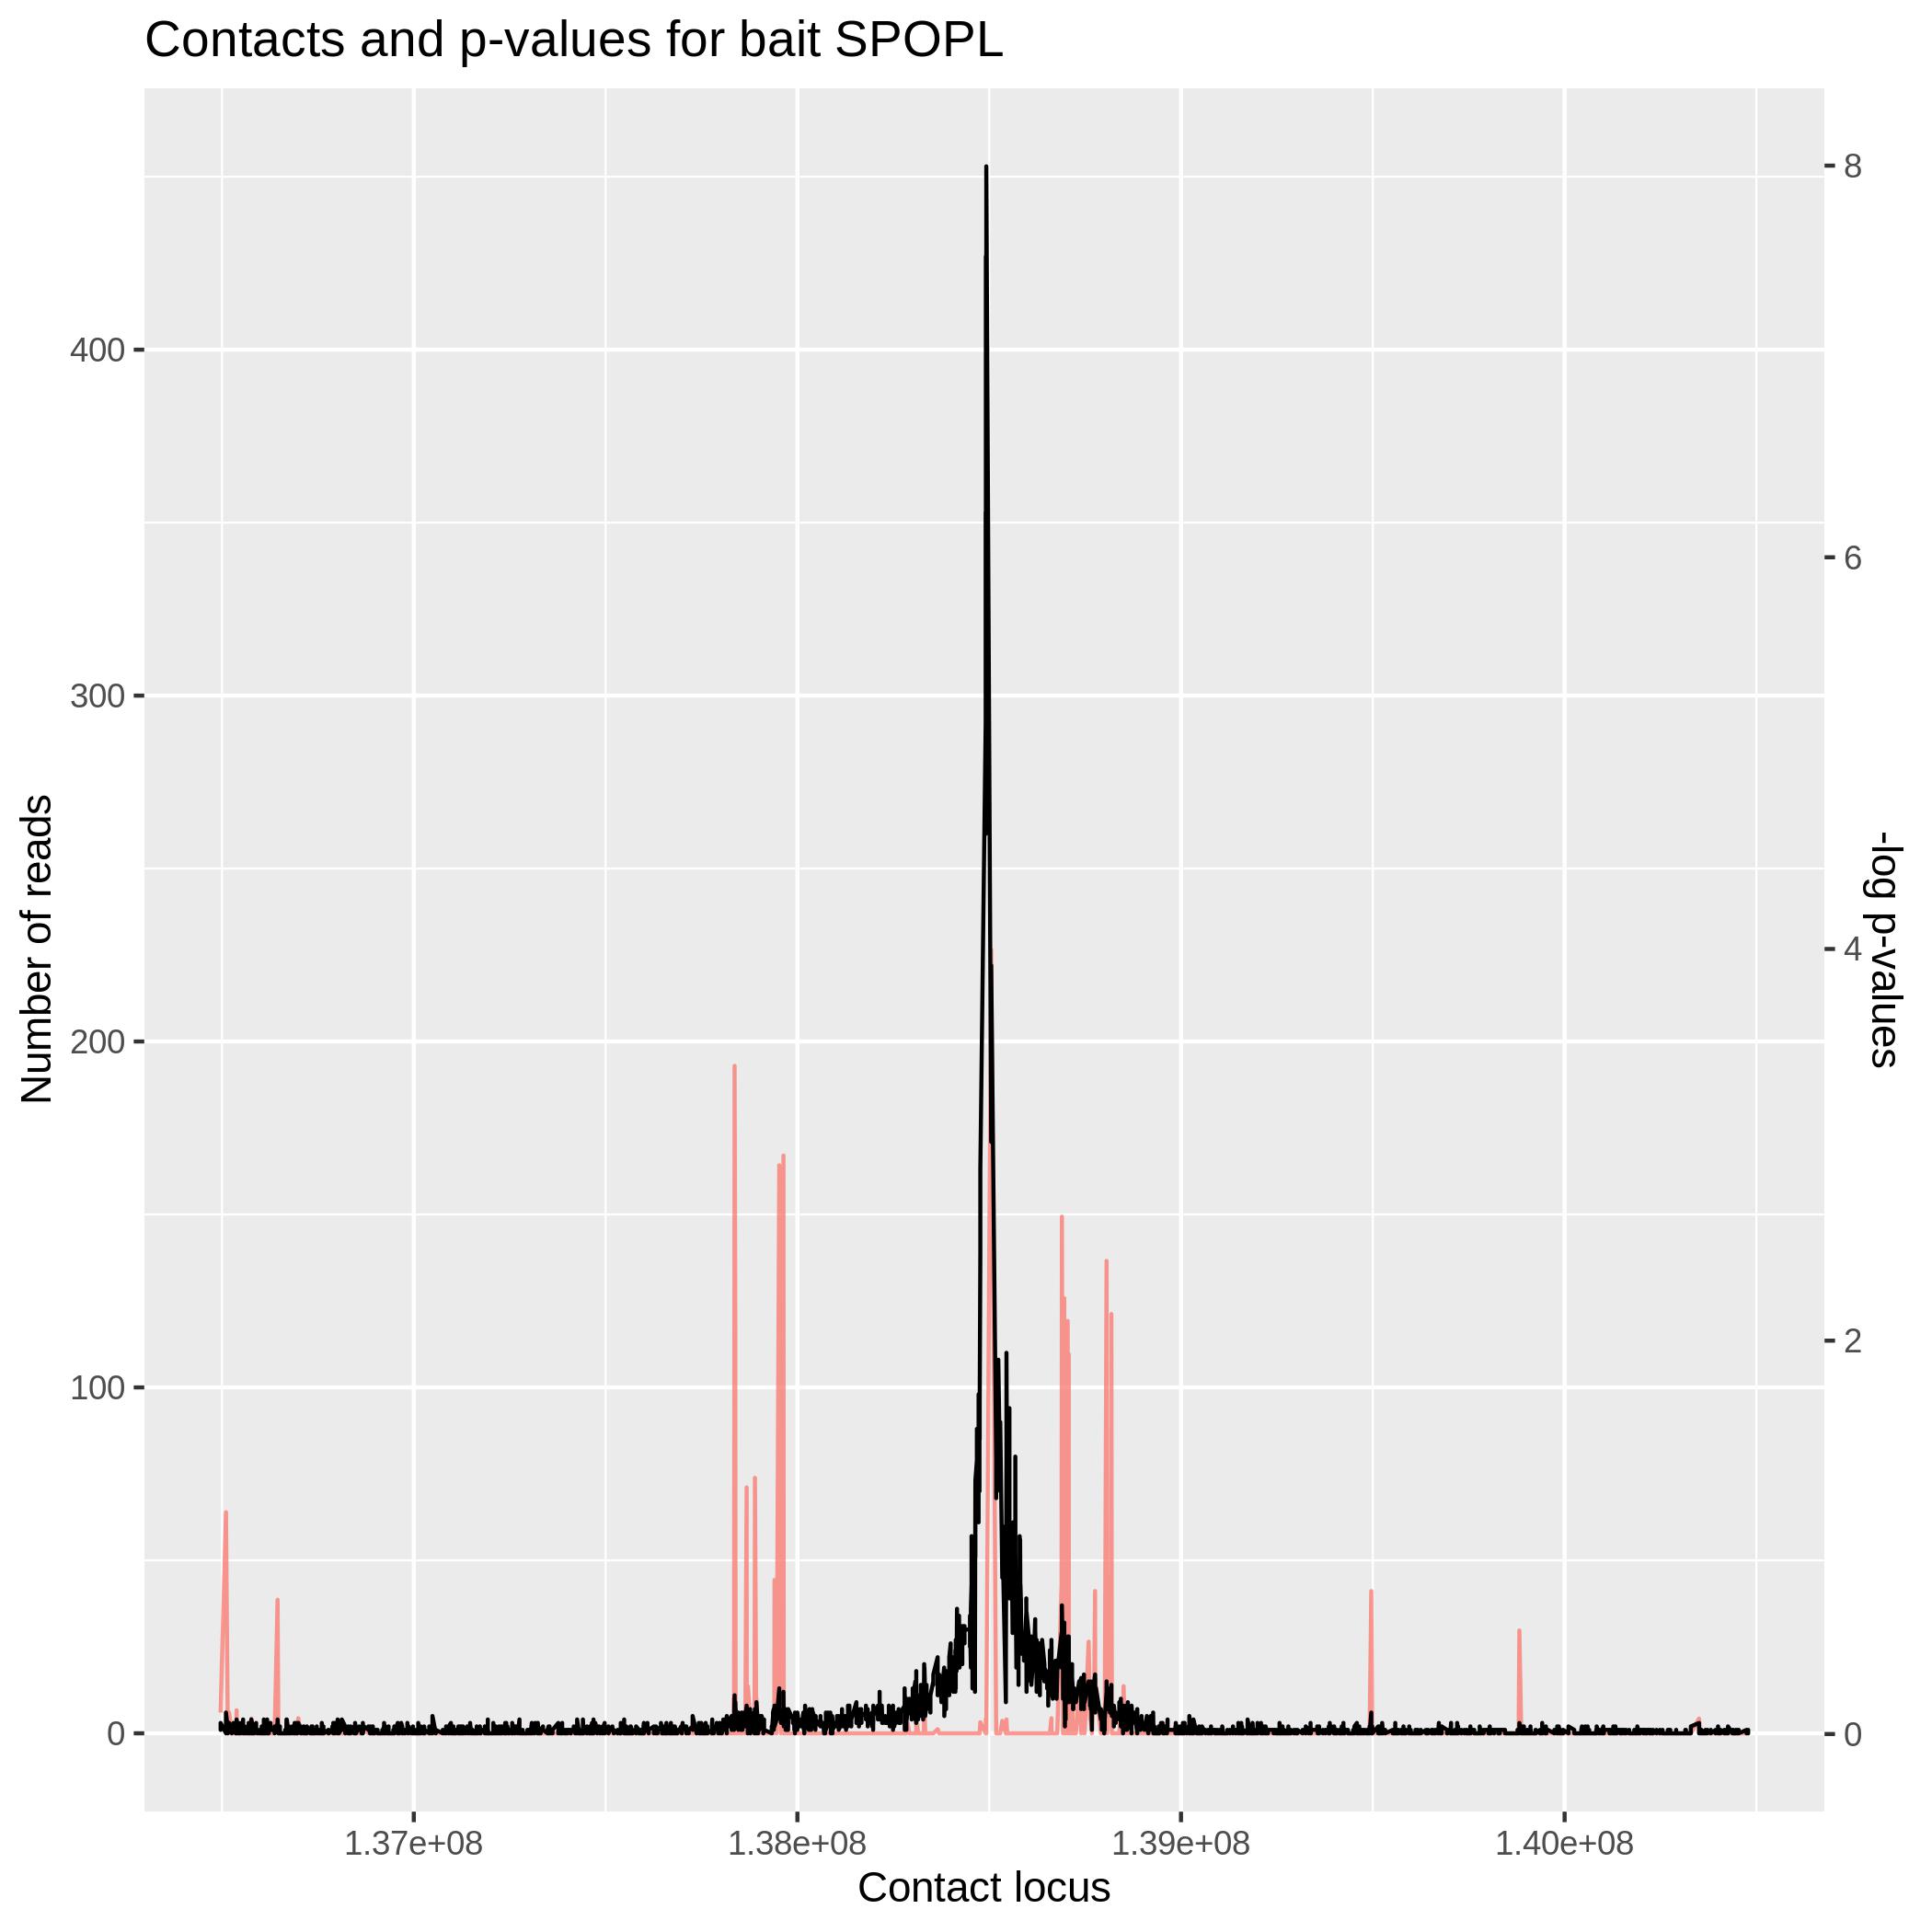 Contacts and p-values for bait SPOPL
Number of reads
400
300
200
100
0
8
6
4
2
0
-log p-values
1.37e+08
1.38e+08
1.39e+08
1.40e+08
Contact locus